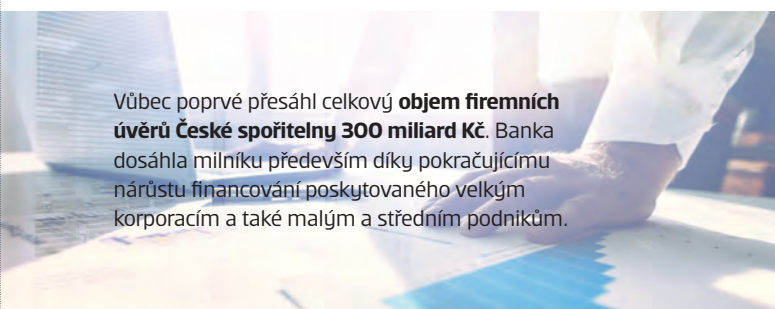 Vůbec poprvé přesáhl celkový objem firemních
úvěrů České spořitelny 300 miliard Kč. Banka
dosáhla milníku především díky pokračujícímu
nárůstu financování poskytovaného velkým
korporacím a také malým a středním podnikům.